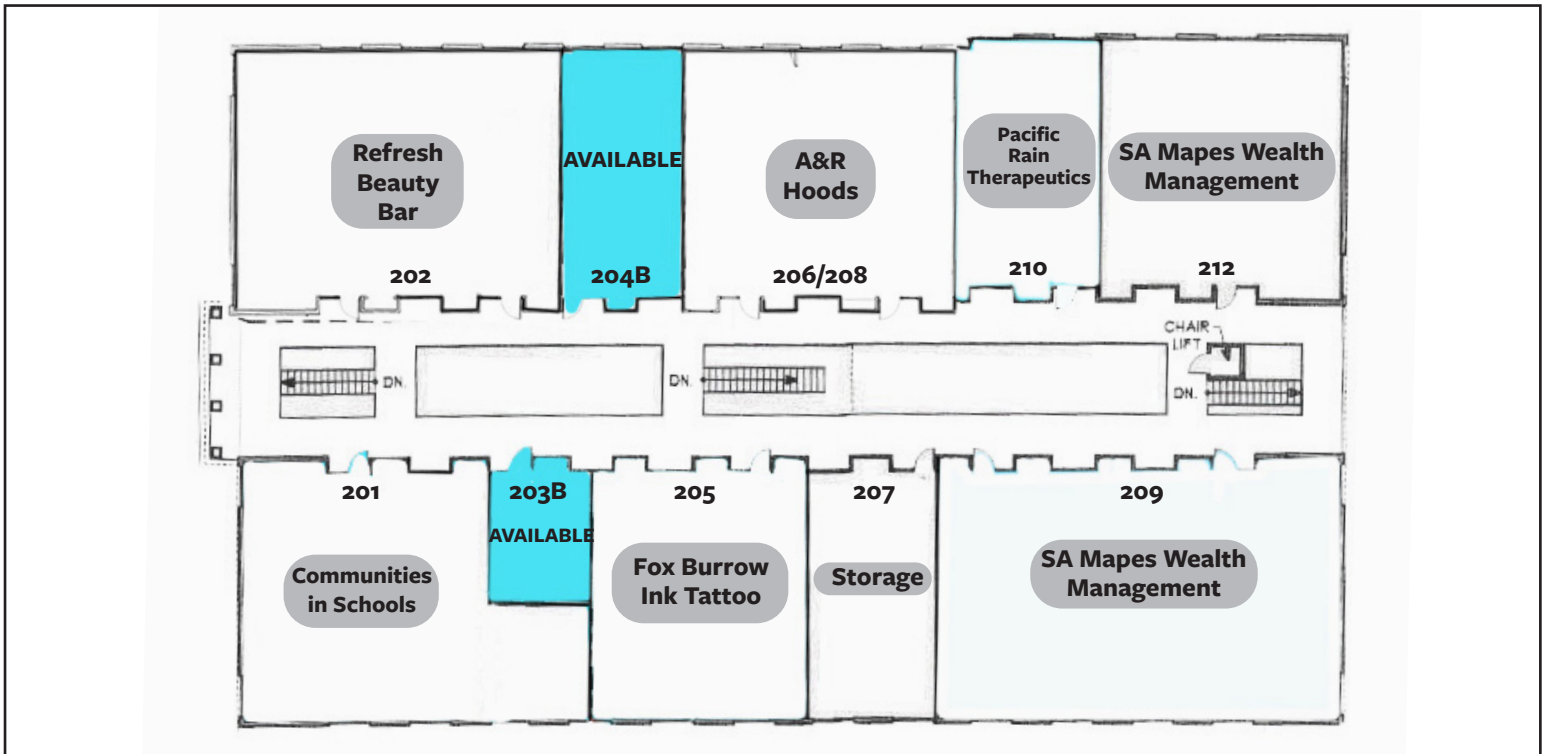 Refresh
Beauty
Bar
202
AVAILABLE
204B
A&R
Hoods
206/208
Pacific
Rain
Therapeutics
210
SA Mapes Wealth
Management
212
CHAIR
LIFT
DN.
DN.
DN.
201
Communities
in Schools
203B
AVAILABLE
205
Fox Burrow
Ink Tattoo
207
Storage
209
SA Mapes Wealth
Management